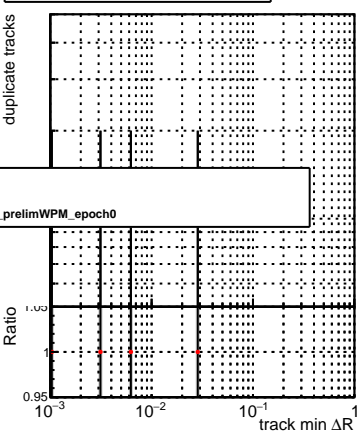 duplicate tracks
_prelimWPM_epoch0
Ratio
1.05
1
0.95
10⁻³ 10⁻² 10⁻¹ 1
track min ΔR